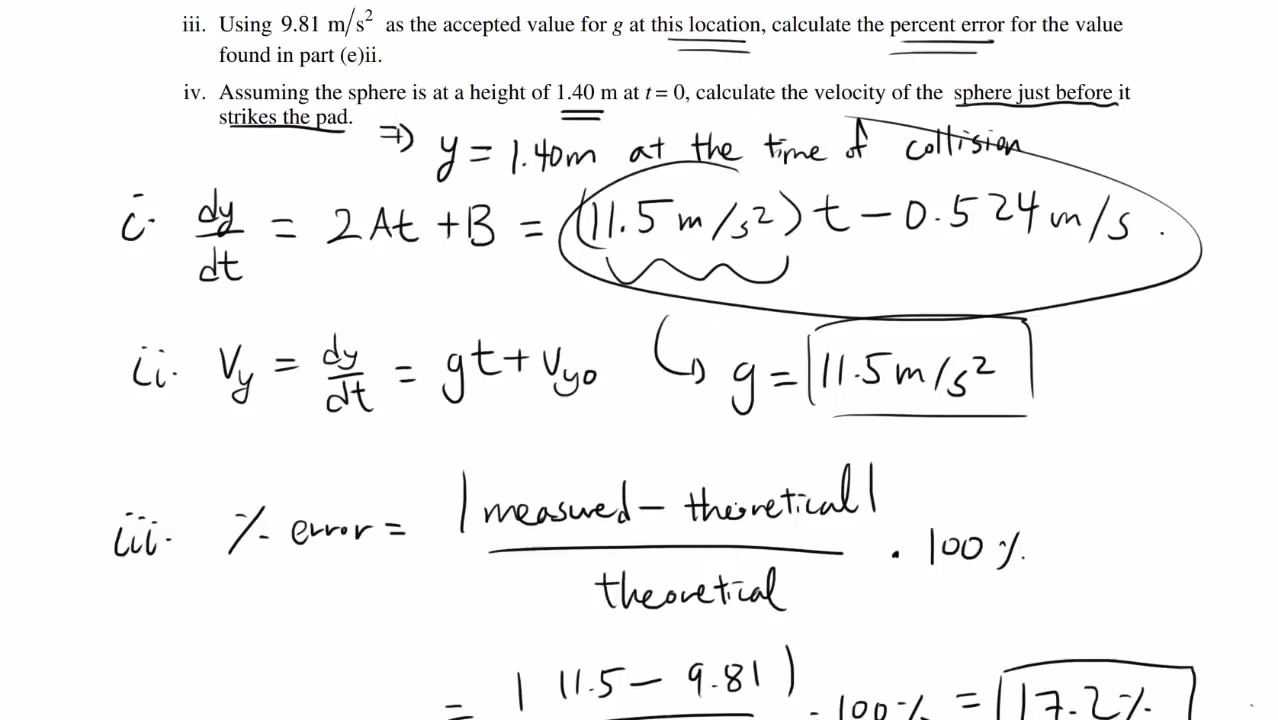 iii. Using 9.81 m/s² as the accepted value for g at this location, calculate the percent error for the value
found in part (e)ii.
iv. Assuming the sphere is at a height of 1.40 m at t = 0, calculate the velocity of the sphere just before it
strikes the pad.
⇒ y = 1.40m at the time of collision
i. dy/dt = 2At + B = (11.5 m/s²)t − 0.524 m/s.
ii. Vy = dy/dt = gt + Vy0 ↳ g = 11.5 m/s²
iii. % error = |measured − theoretical| / theoretical · 100%
= |11.5 − 9.81| · 100% = 17.2%